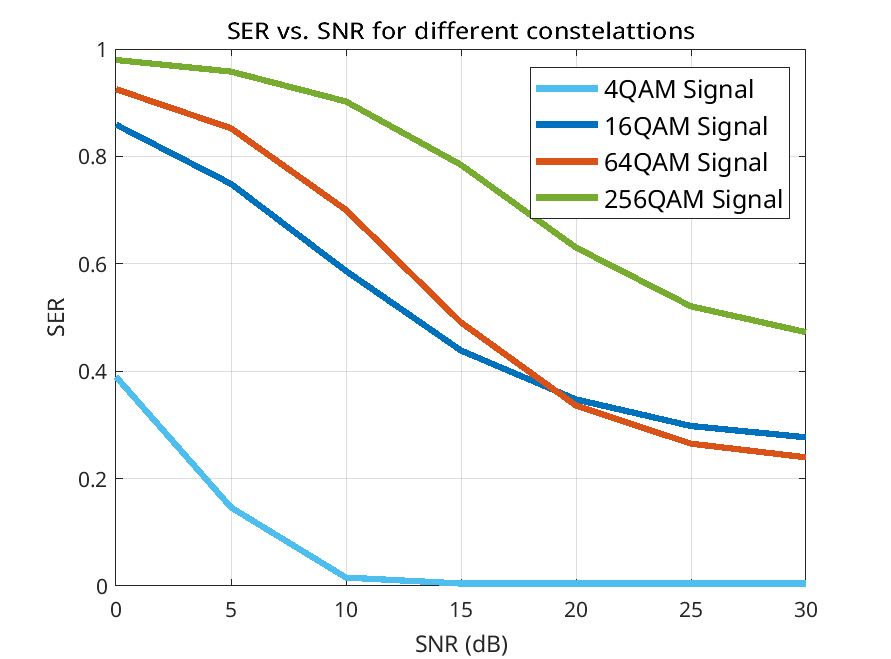 SER vs. SNR for different constelattions
1
0.8
0.6
0.4
0.2
0
SER
4QAM Signal
16QAM Signal
64QAM Signal
256QAM Signal
0 5 10 15 20 25 30
SNR (dB)